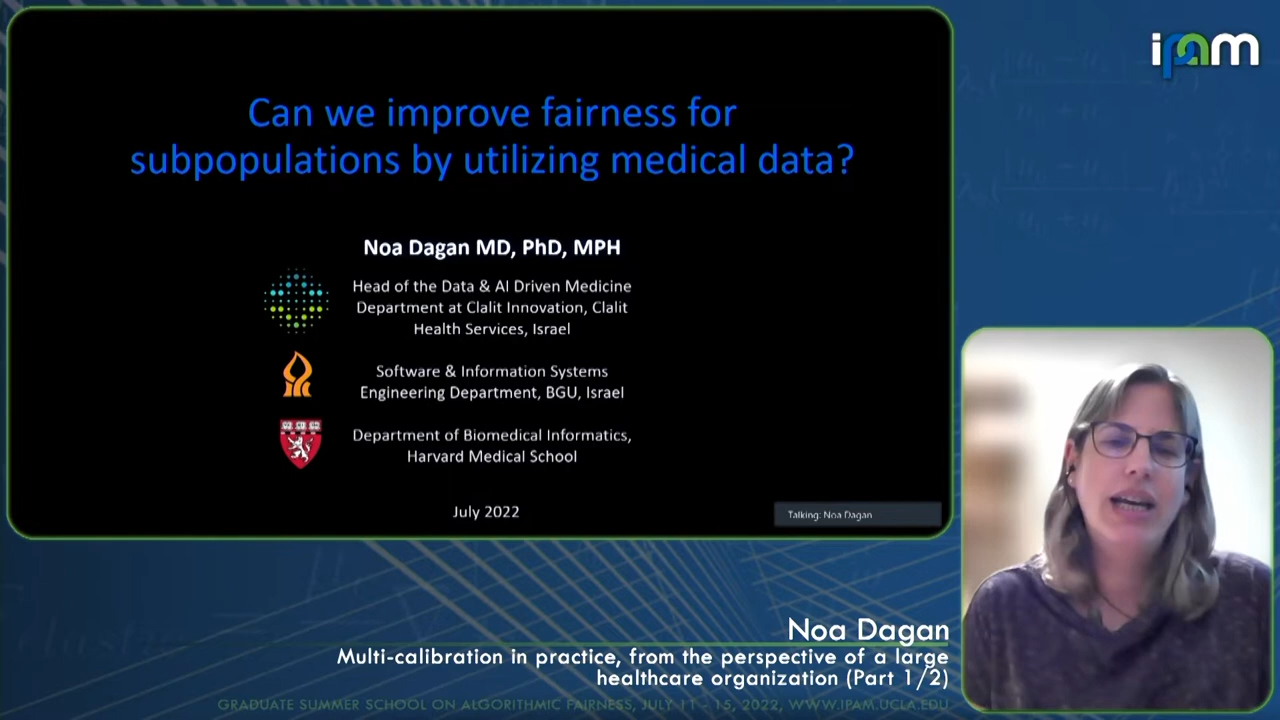 ipam
Can we improve fairness for
subpopulations by utilizing medical data?
Noa Dagan MD, PhD, MPH
Head of the Data & AI Driven Medicine
Department at Clalit Innovation, Clalit
Health Services, Israel
Software & Information Systems
Engineering Department, BGU, Israel
Department of Biomedical Informatics,
Harvard Medical School
July 2022
Talking: Noa Dagan
Noa Dagan
Multi-calibration in practice, from the perspective of a large
healthcare organization (Part 1/2)
GRADUATE SUMMER SCHOOL ON ALGORITHMIC FAIRNESS, JULY 11 - 15, 2022, WWW.IPAM.UCLA.EDU